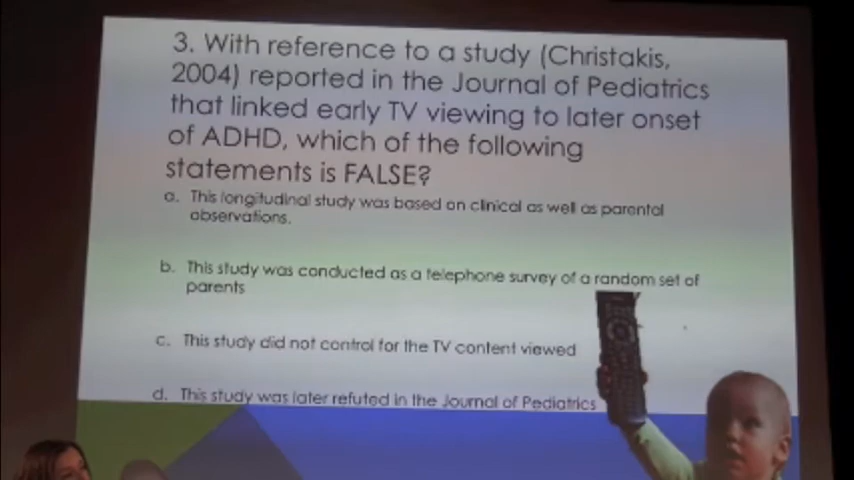 3. With reference to a study (Christakis,
2004) reported in the Journal of Pediatrics
that linked early TV viewing to later onset
of ADHD, which of the following
statements is FALSE?
a. This longitudinal study was based on clinical as well as parental
observations.
b. This study was conducted as a telephone survey of a random set of
parents
c. This study did not control for the TV content viewed
d. This study was later refuted in the Journal of Pediatrics